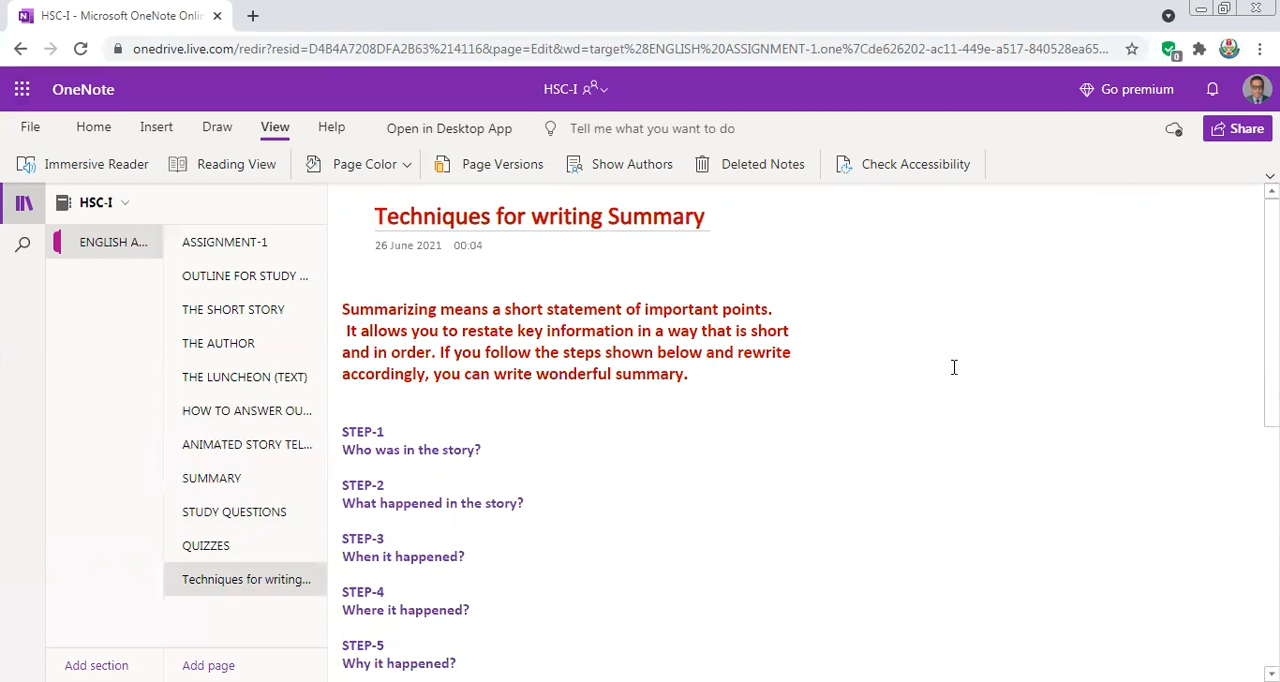 HSC-I - Microsoft OneNote Onlin
onedrive.live.com/redir?resid=D4B4A7208DFA2B63%214116&page=Edit&wd=target%28ENGLISH%20ASSIGNMENT-1.one%7Cde626202-ac11-449e-a517-840528ea65...
0
OneNote
HSC-I
Go premium
File Home Insert Draw View Help Open in Desktop App Tell me what you want to do Share
Immersive Reader Reading View Page Color Page Versions Show Authors Deleted Notes Check Accessibility
HSC-I
ENGLISH A...
ASSIGNMENT-1
OUTLINE FOR STUDY ...
THE SHORT STORY
THE AUTHOR
THE LUNCHEON (TEXT)
HOW TO ANSWER OU...
ANIMATED STORY TEL...
SUMMARY
STUDY QUESTIONS
QUIZZES
Techniques for writing...
Add section Add page
Techniques for writing Summary
26 June 2021 00:04
Summarizing means a short statement of important points.
It allows you to restate key information in a way that is short
and in order. If you follow the steps shown below and rewrite
accordingly, you can write wonderful summary.
STEP-1
Who was in the story?
STEP-2
What happened in the story?
STEP-3
When it happened?
STEP-4
Where it happened?
STEP-5
Why it happened?